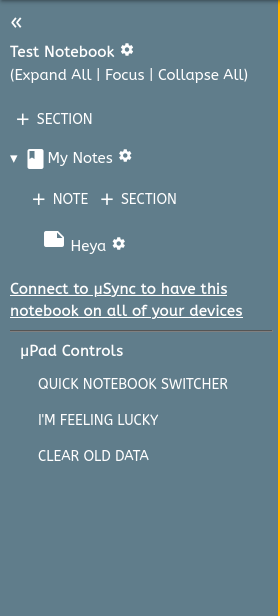 «
Test Notebook
(Expand All | Focus | Collapse All)
+ SECTION
▼ My Notes
+ NOTE + SECTION
Heya
Connect to µSync to have this
notebook on all of your devices
µPad Controls
QUICK NOTEBOOK SWITCHER
I'M FEELING LUCKY
CLEAR OLD DATA